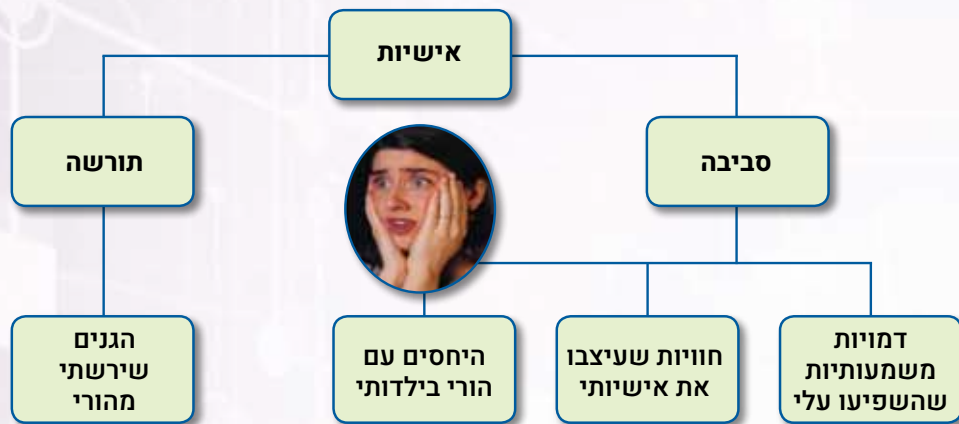 אישיות
סביבה
תורשה
דמויות
משמעותיות
שהשפיעו עלי
חוויות שעיצבו
את אישיותי
היחסים עם
הורי בילדותי
הגנים
שירשתי
מהורי